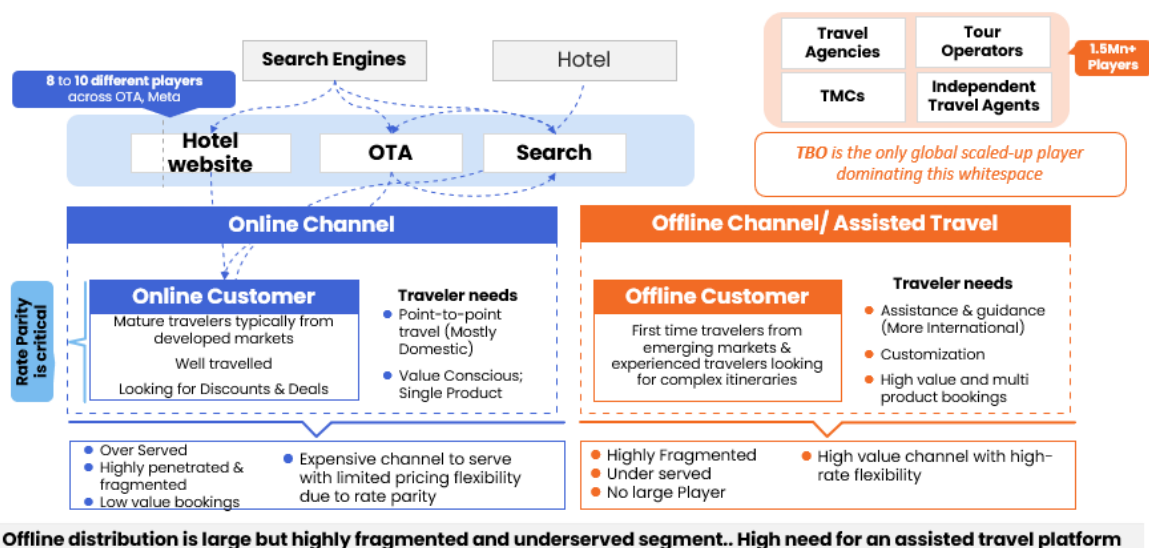 Search Engines
Hotel
Travel
Agencies
Tour
Operators
TMCs
Independent
Travel Agents
1.5Mn+
Players
8 to 10 different players
across OTA, Meta
Hotel
website
OTA
Search
TBO is the only global scaled-up player
dominating this whitespace
Online Channel
Offline Channel/ Assisted Travel
Rate Parity
is critical
Online Customer
Mature travelers typically from
developed markets
Well travelled
Looking for Discounts & Deals
Traveler needs
Point-to-point
travel (Mostly
Domestic)
Value Conscious;
Single Product
Offline Customer
First time travelers from
emerging markets &
experienced travelers looking
for complex itineraries
Traveler needs
Assistance & guidance
(More International)
Customization
High value and multi
product bookings
Over Served
Highly penetrated &
fragmented
Low value bookings
Expensive channel to serve
with limited pricing flexibility
due to rate parity
Highly Fragmented
Under served
No large Player
High value channel with high-
rate flexibility
Offline distribution is large but highly fragmented and underserved segment.. High need for an assisted travel platform